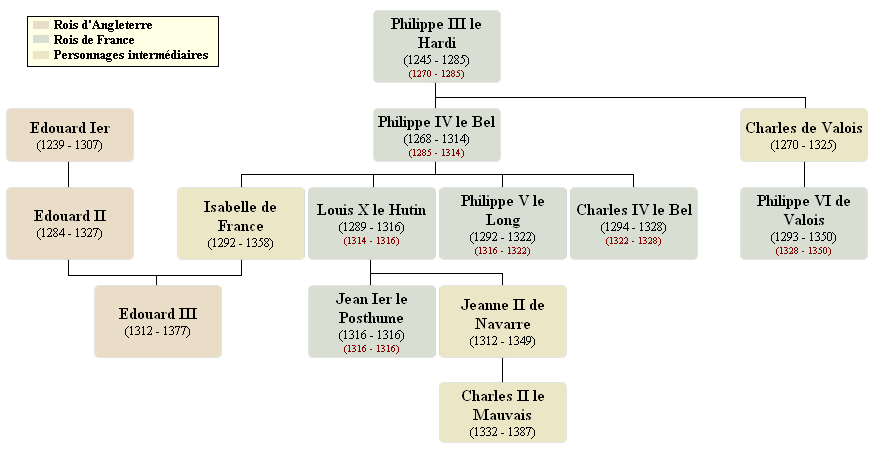 Rois d'Angleterre
Rois de France
Personnages intermédiaires
Philippe III le
Hardi
(1245 - 1285)
(1270 - 1285)
Edouard Ier
(1239 - 1307)
Philippe IV le Bel
(1268 - 1314)
(1285 - 1314)
Charles de Valois
(1270 - 1325)
Edouard II
(1284 - 1327)
Isabelle de
France
(1292 - 1358)
Louis X le Hutin
(1289 - 1316)
(1314 - 1316)
Philippe V le
Long
(1292 - 1322)
(1316 - 1322)
Charles IV le Bel
(1294 - 1328)
(1322 - 1328)
Philippe VI de
Valois
(1293 - 1350)
(1328 - 1350)
Edouard III
(1312 - 1377)
Jean Ier le
Posthume
(1316 - 1316)
(1316 - 1316)
Jeanne II de
Navarre
(1312 - 1349)
Charles II le
Mauvais
(1332 - 1387)